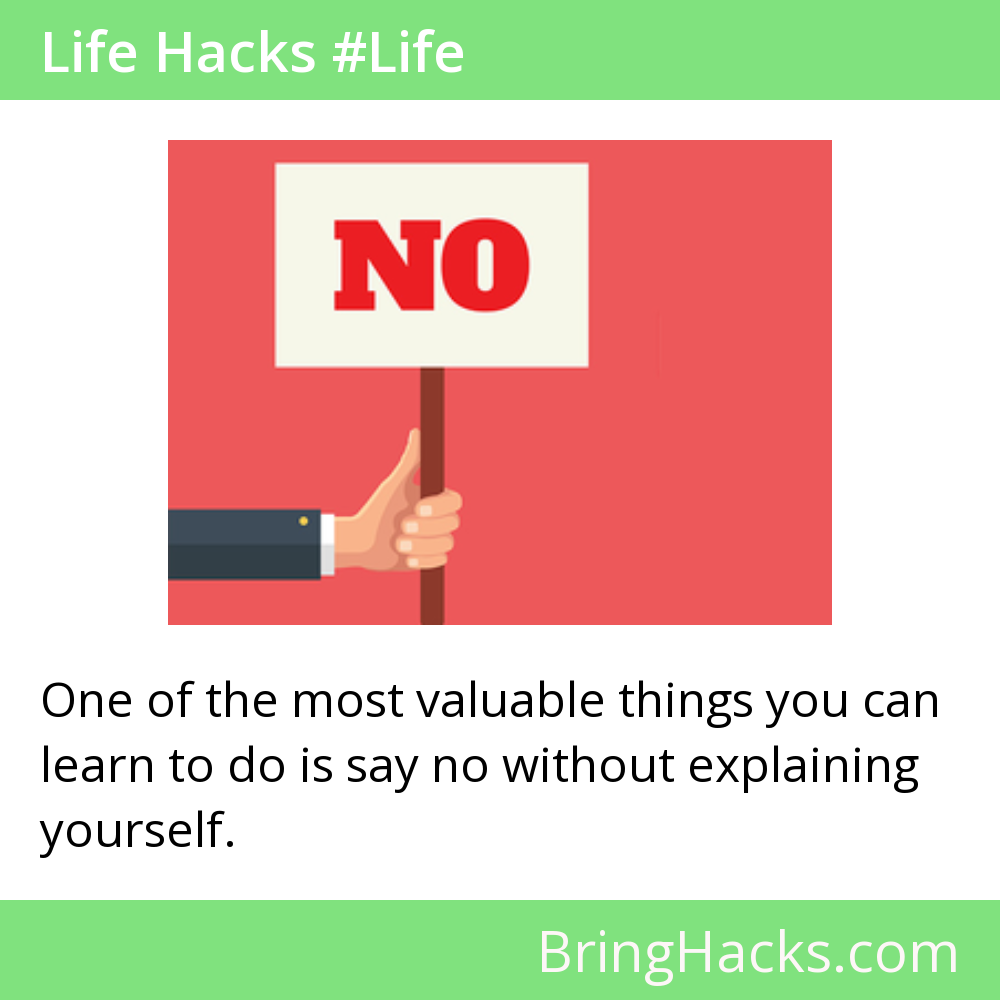 Life Hacks #Life
NO
One of the most valuable things you can
learn to do is say no without explaining
yourself.
BringHacks.com